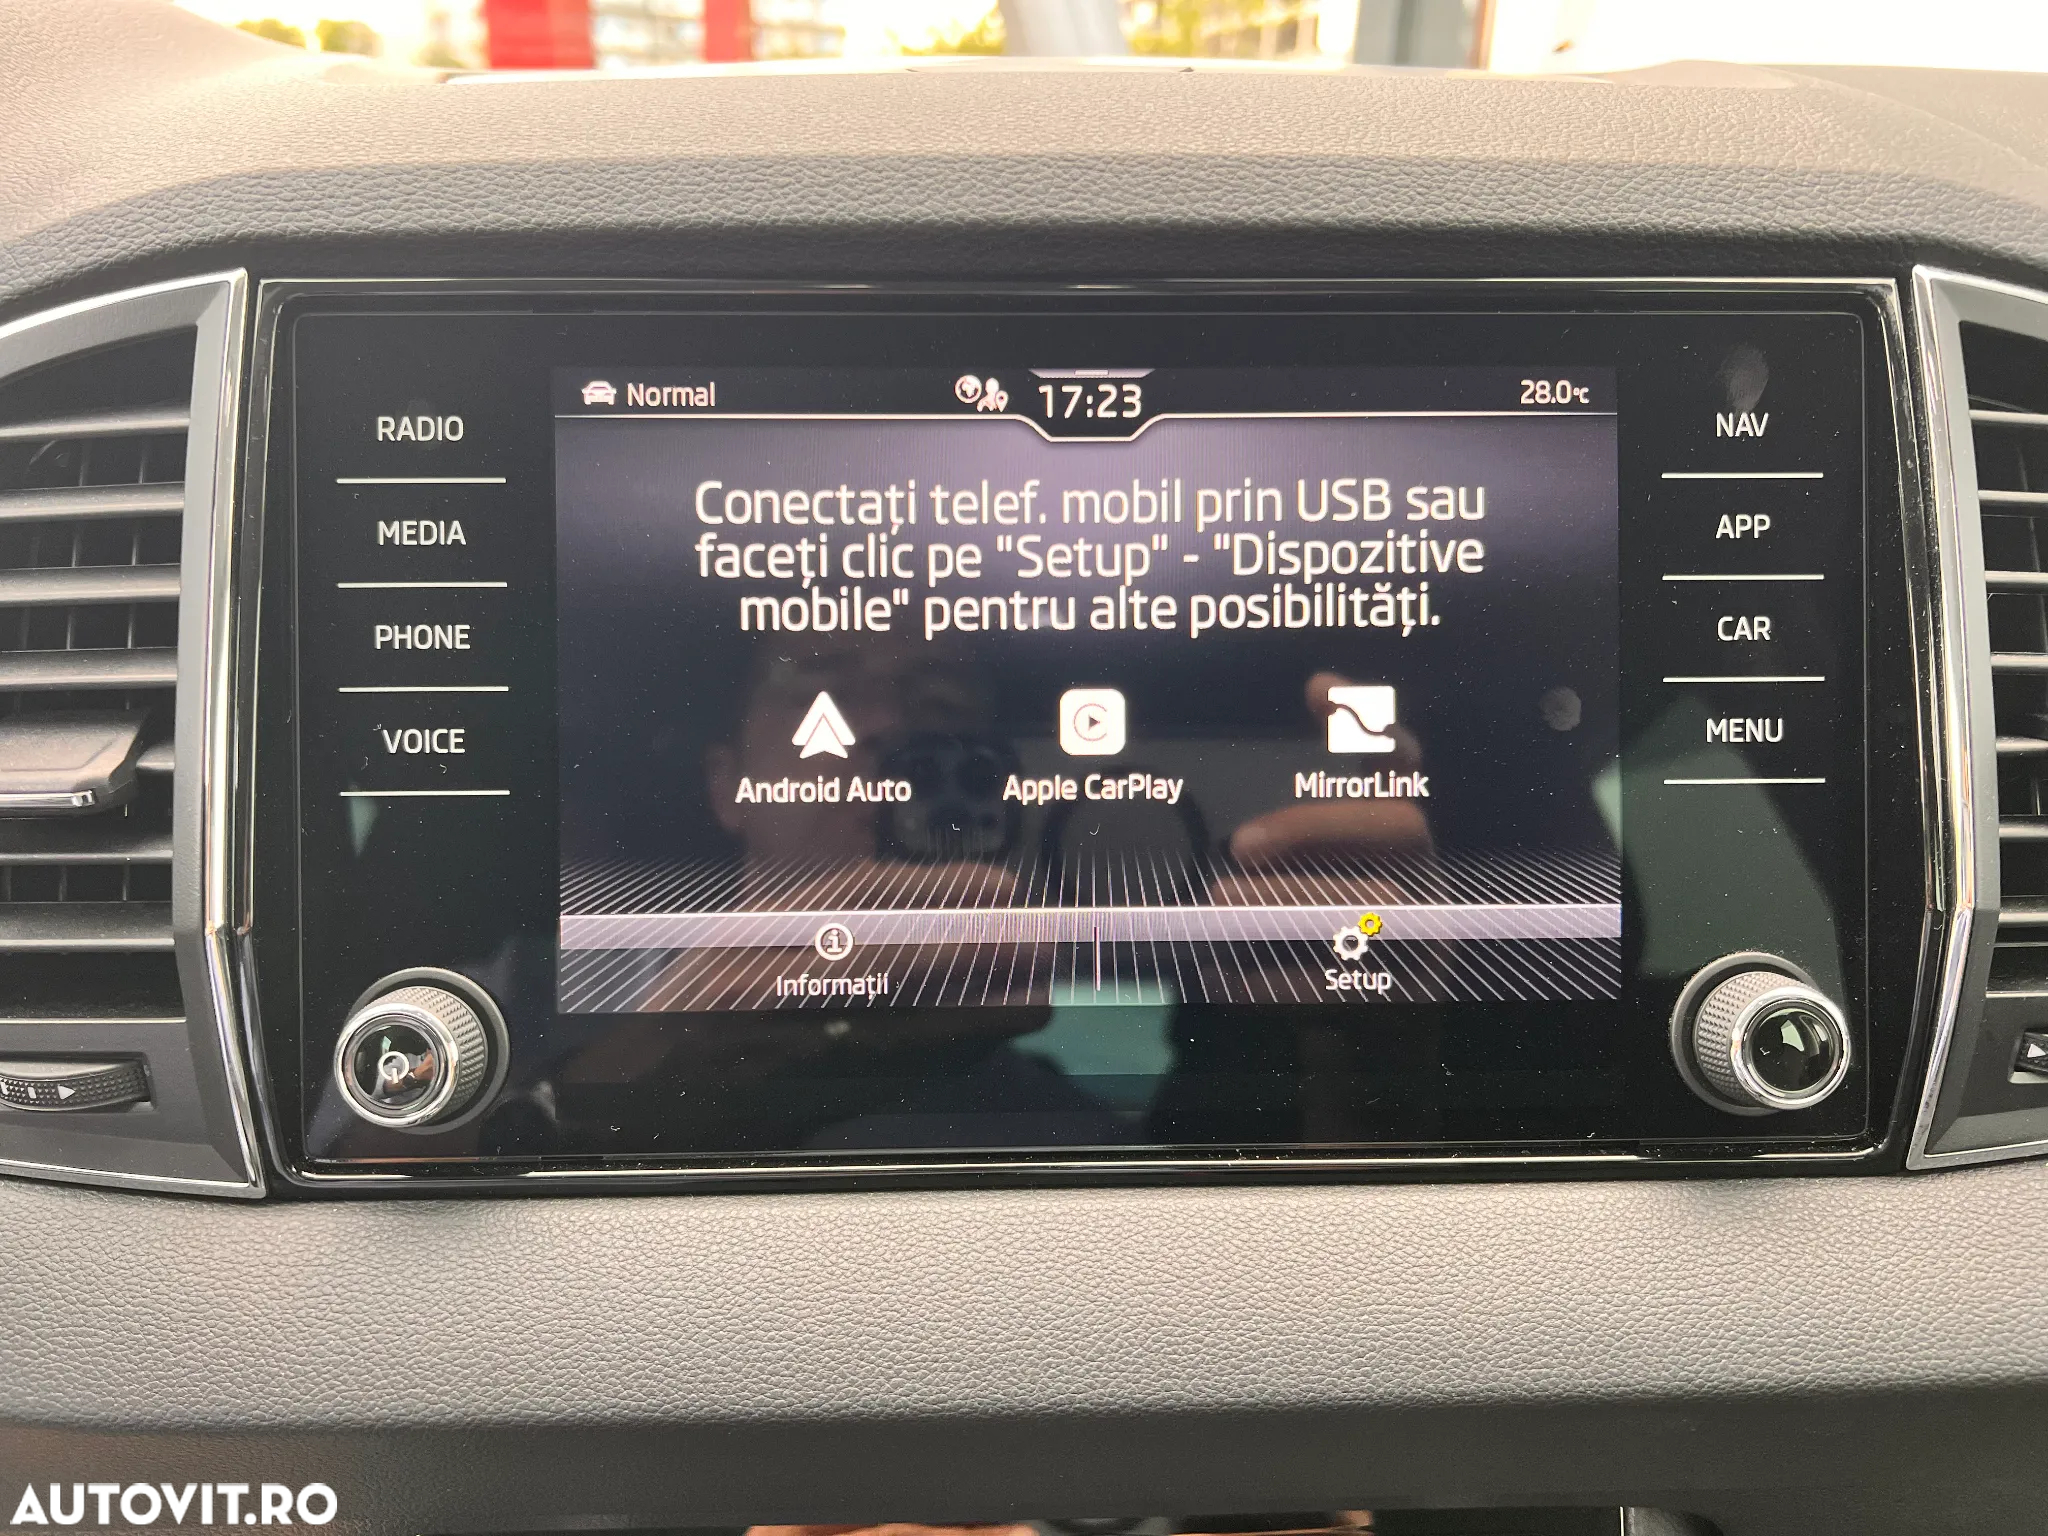 Normal
17:23
28.0°C
RADIO
MEDIA
PHONE
VOICE
Conectați telef. mobil prin USB sau
faceți clic pe "Setup" - "Dispozitive
mobile" pentru alte posibilități.
Android Auto
Apple CarPlay
MirrorLink
Informații
Setup
NAV
APP
CAR
MENU
AUTOVIT.RO